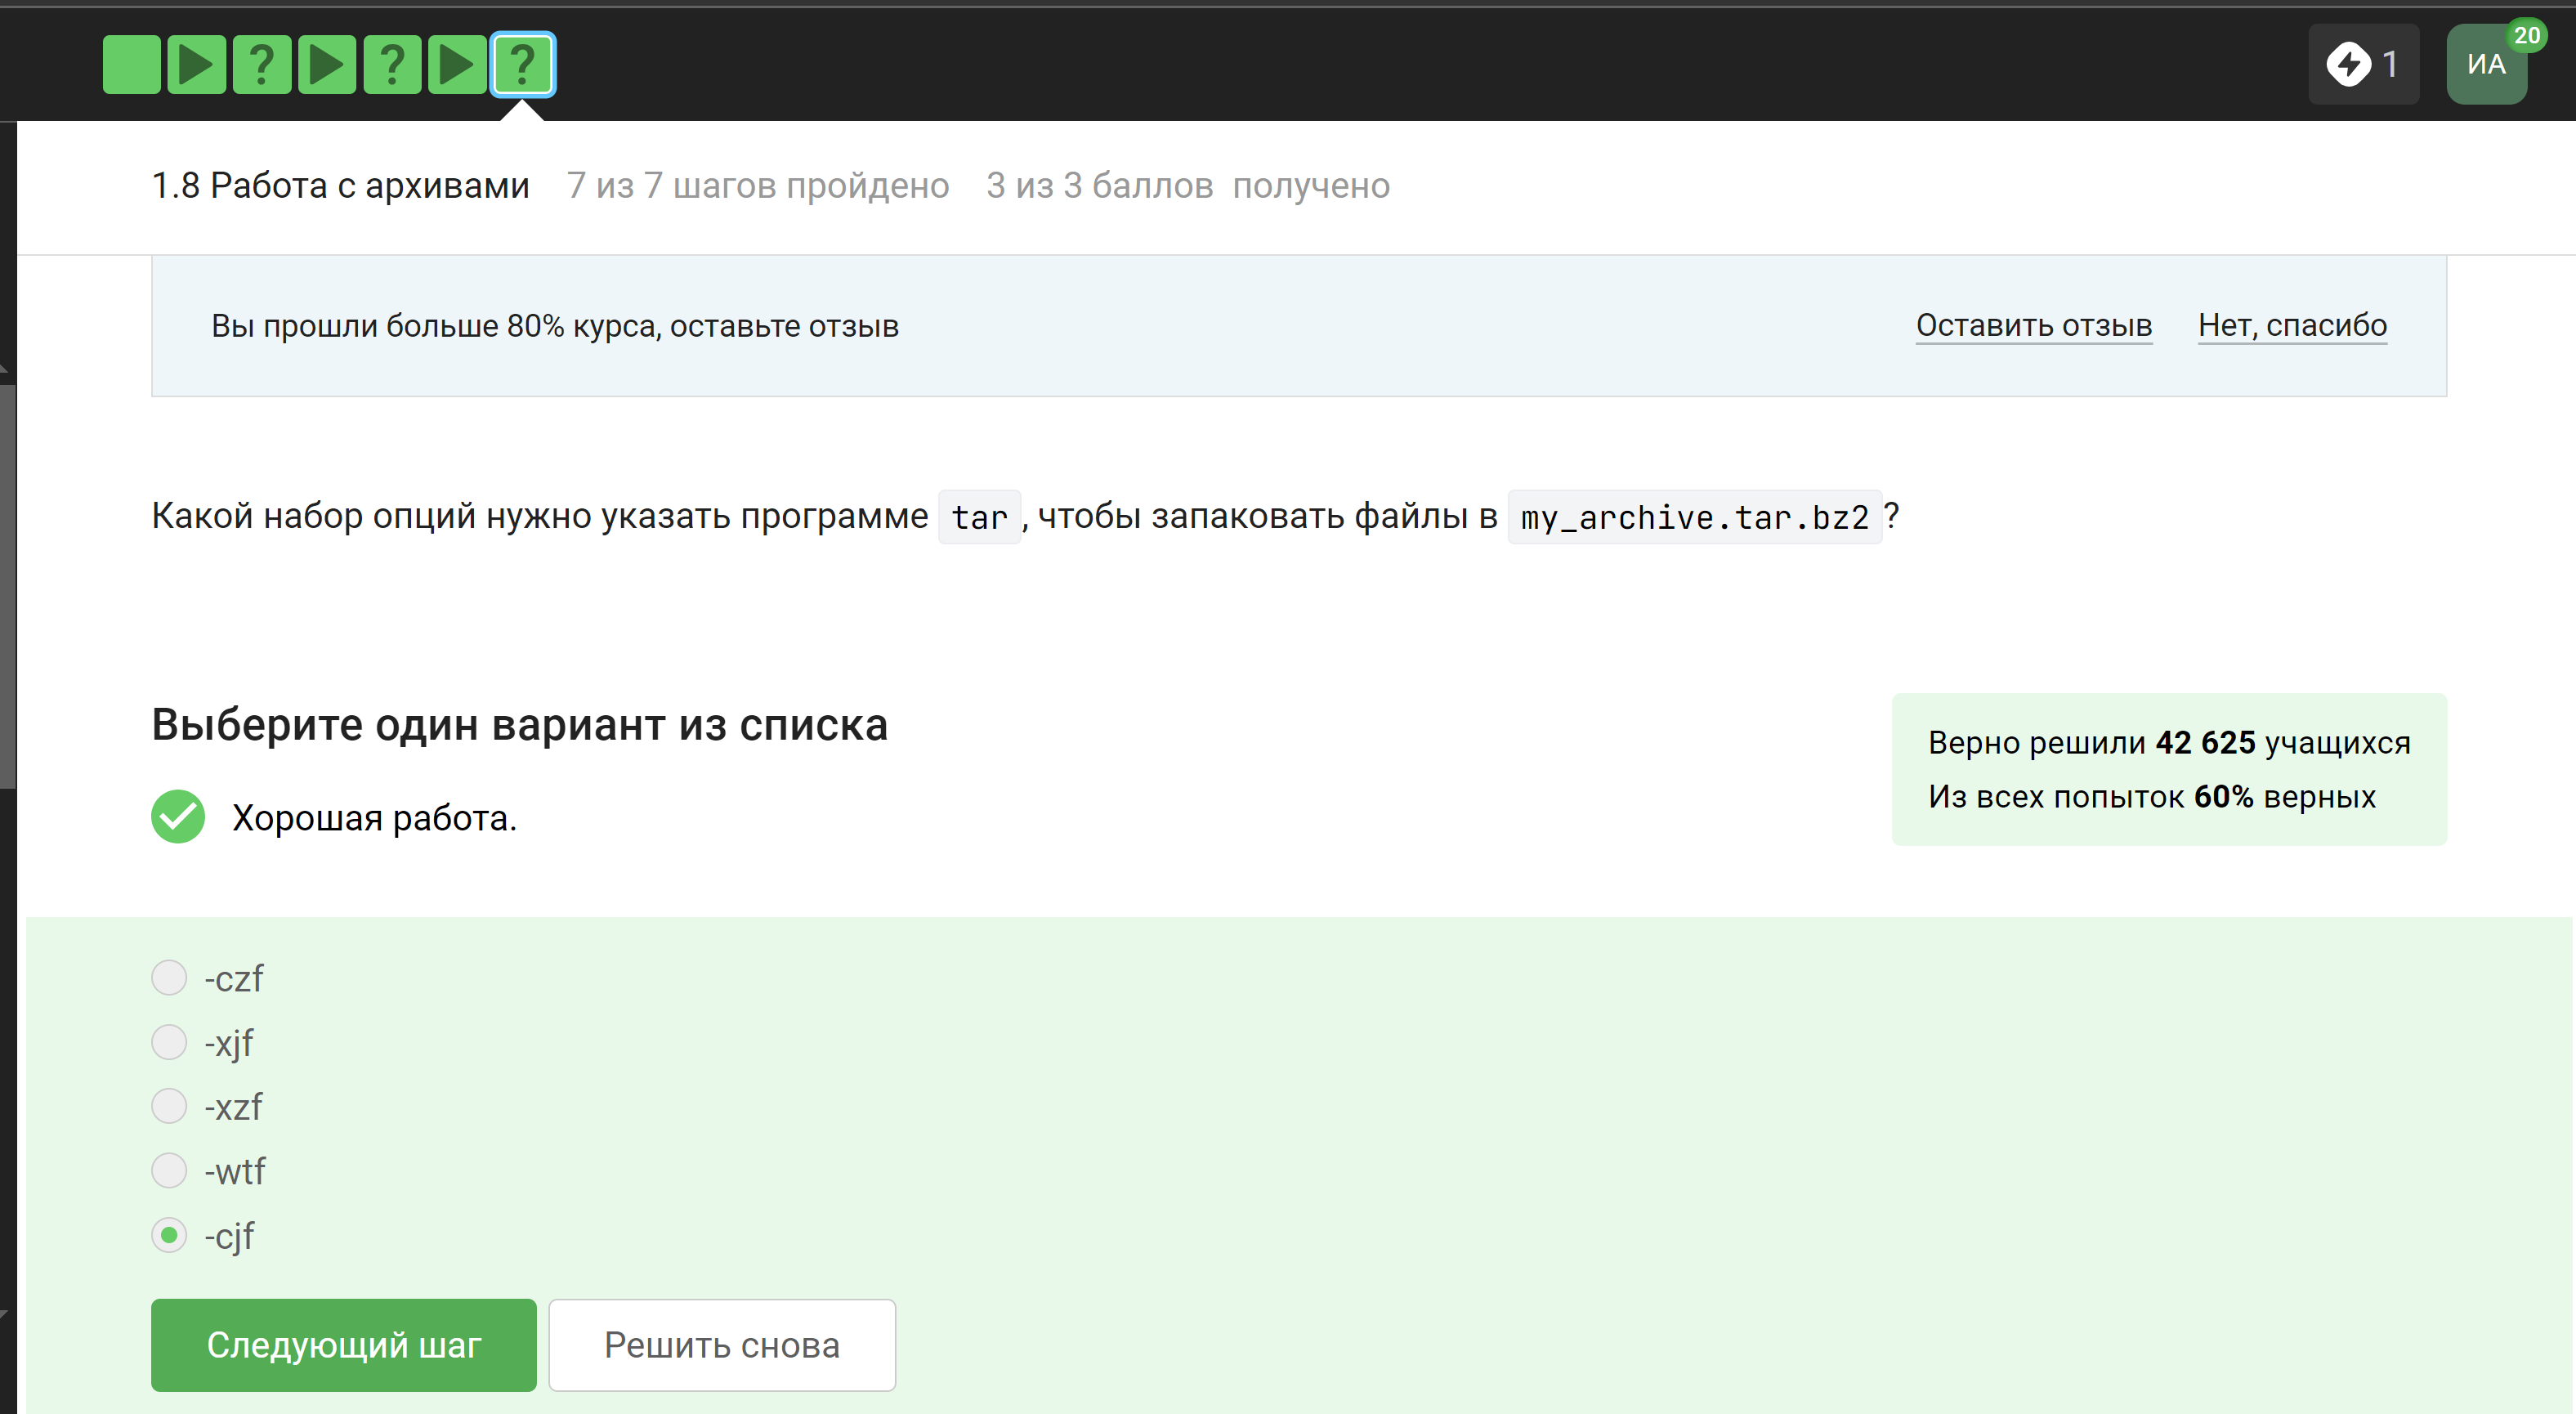 ? ? ?
1
ИА
20
1.8 Работа с архивами 7 из 7 шагов пройдено 3 из 3 баллов получено
Вы прошли больше 80% курса, оставьте отзыв
Оставить отзыв Нет, спасибо
Какой набор опций нужно указать программе tar, чтобы запаковать файлы в my_archive.tar.bz2?
Выберите один вариант из списка
Хорошая работа.
Верно решили 42 625 учащихся
Из всех попыток 60% верных
-czf
-xjf
-xzf
-wtf
-cjf
Следующий шаг Решить снова